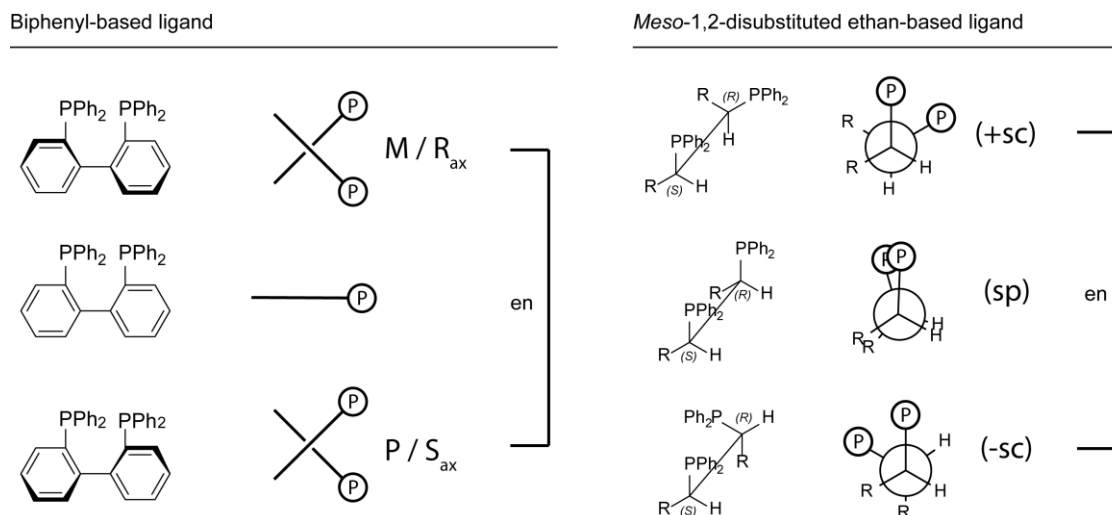 Biphenyl-based ligand
Meso-1,2-disubstituted ethan-based ligand
PPh2 PPh2
P
P
M / Rax
R (R) PPh2
H
PPh2
R (S) H
P
P
R
R
H
H
(+sc)
PPh2 PPh2
P
en
PPh2
R (R) H
PPh2
R (S) H
P P
R
R
H
H
(sp)
en
PPh2 PPh2
P
P
P / Sax
Ph2P (R) H
R
PPh2
R (S) H
P
P
H
R
H
R
(-sc)